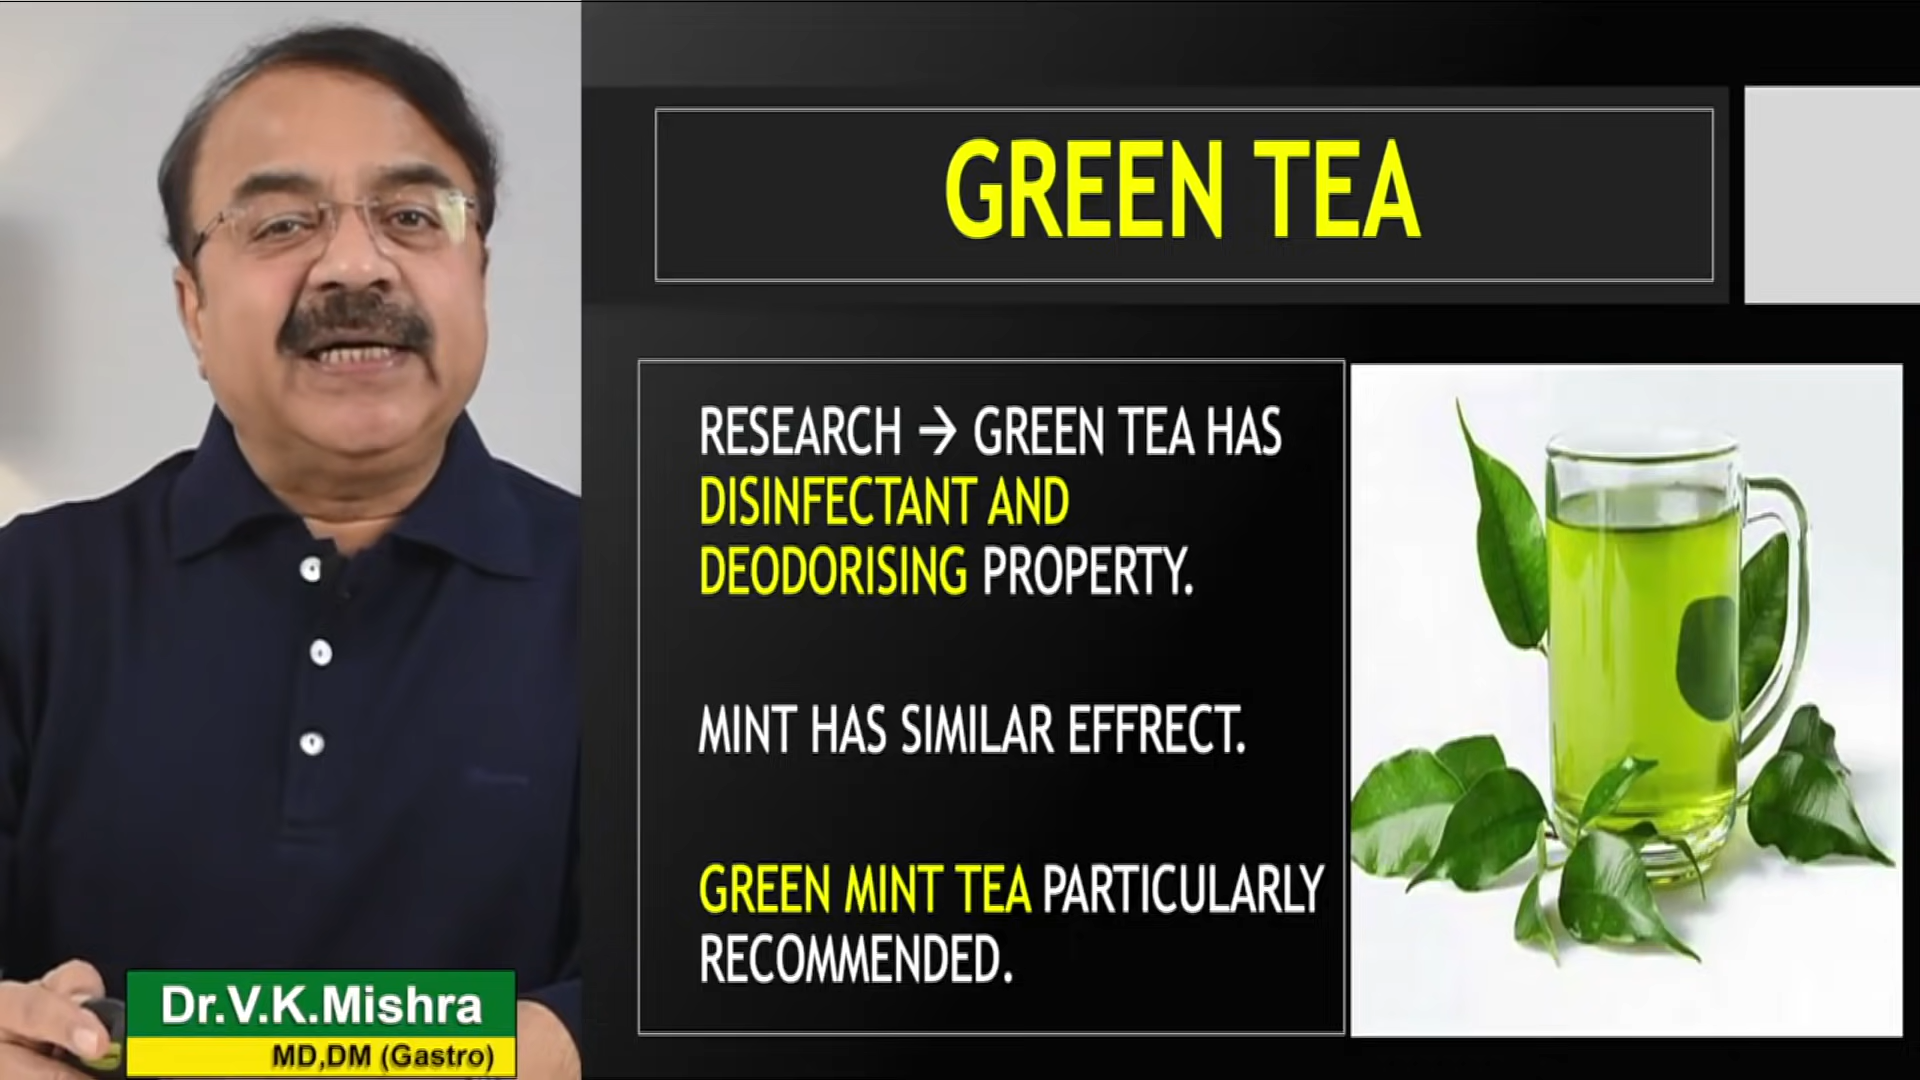 GREEN TEA
RESEARCH → GREEN TEA HAS
DISINFECTANT AND
DEODORISING PROPERTY.
MINT HAS SIMILAR EFFRECT.
GREEN MINT TEA PARTICULARLY
RECOMMENDED.
Dr.V.K.Mishra
MD,DM (Gastro)